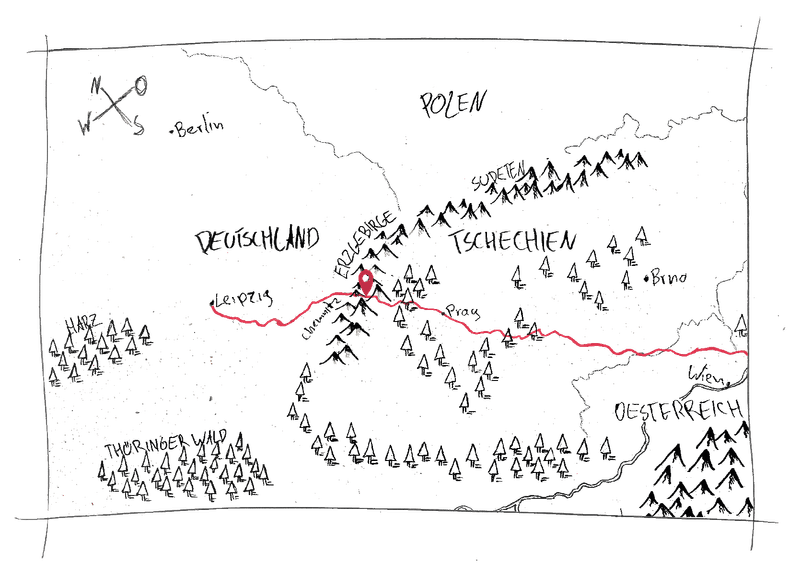 N O
W S
Berlin
POLEN
SUDETEN
ERZGEBIRGE
DEUTSCHLAND
TSCHECHIEN
Brno
Leipzig
Chemnitz
Prag
HARZ
Wien
OESTERREICH
THÜRINGER WALD